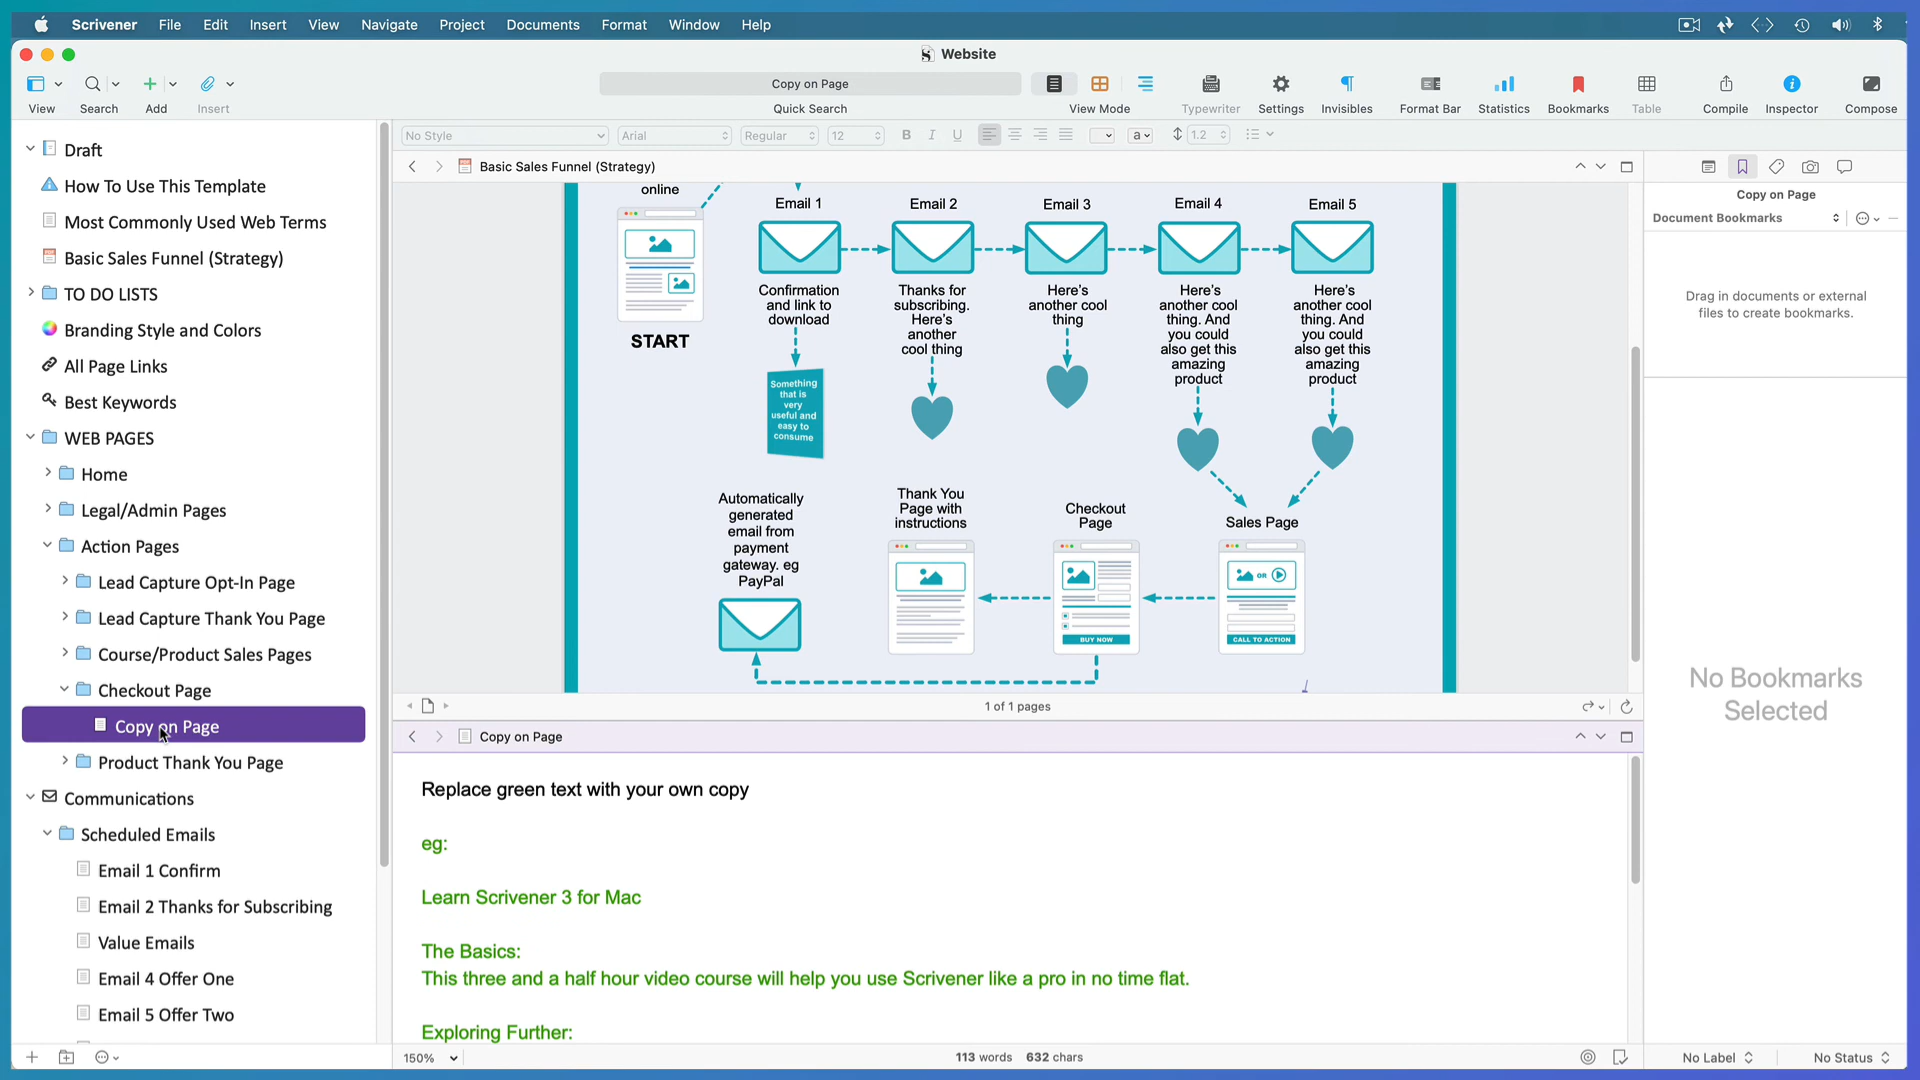 Scrivener File Edit Insert View Navigate Project Documents Format Window Help
Website
Copy on Page
View Search Add Insert Quick Search View Mode Typewriter Settings Invisibles Format Bar Statistics Bookmarks Table Compile Inspector Compose
No Style Arial Regular 12 B I U a 1.2
Draft
How To Use This Template
Most Commonly Used Web Terms
Basic Sales Funnel (Strategy)
TO DO LISTS
Branding Style and Colors
All Page Links
Best Keywords
WEB PAGES
Home
Legal/Admin Pages
Action Pages
Lead Capture Opt-In Page
Lead Capture Thank You Page
Course/Product Sales Pages
Checkout Page
Copy on Page
Product Thank You Page
Communications
Scheduled Emails
Email 1 Confirm
Email 2 Thanks for Subscribing
Value Emails
Email 4 Offer One
Email 5 Offer Two
Basic Sales Funnel (Strategy)
online
START
Email 1
Email 2
Email 3
Email 4
Email 5
Confirmation
and link to
download
Thanks for
subscribing.
Here's
another
cool thing
Here's
another cool
thing
Here's
another cool
thing. And
you could
also get this
amazing
product
Here's
another cool
thing. And
you could
also get this
amazing
product
Something
that is
very
useful and
easy to
consume
Automatically
generated
email from
payment
gateway. eg
PayPal
Thank You
Page with
instructions
Checkout
Page
BUY NOW
Sales Page
OR
CALL TO ACTION
1 of 1 pages
Copy on Page
Replace green text with your own copy
eg:
Learn Scrivener 3 for Mac
The Basics:
This three and a half hour video course will help you use Scrivener like a pro in no time flat.
Exploring Further:
150%
113 words 632 chars
Copy on Page
Document Bookmarks
Drag in documents or external
files to create bookmarks.
No Bookmarks
Selected
No Label
No Status